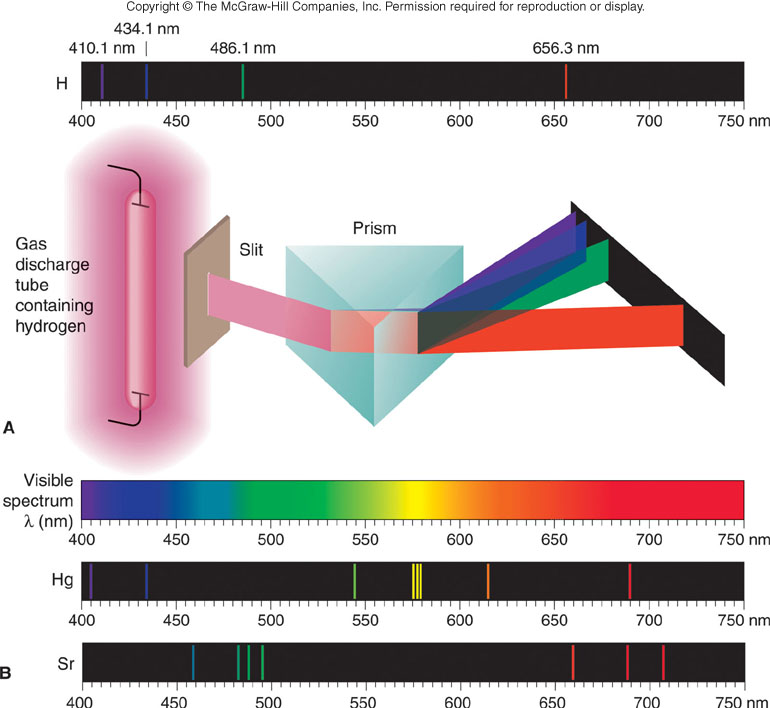 Copyright © The McGraw-Hill Companies, Inc. Permission required for reproduction or display.
434.1 nm
410.1 nm 486.1 nm 656.3 nm
H
400 450 500 550 600 650 700 750 nm
Prism
Slit
Gas
discharge
tube
containing
hydrogen
A
Visible
spectrum
λ (nm)
400 450 500 550 600 650 700 750 nm
Hg
400 450 500 550 600 650 700 750 nm
Sr
B
400 450 500 550 600 650 700 750 nm